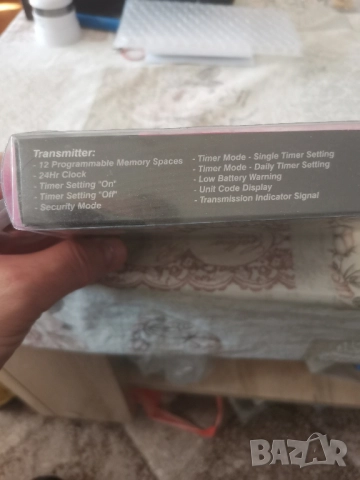 Transmitter:
- 12 Programmable Memory Spaces
- 24Hr Clock
- Timer Setting "On"
- Timer Setting "Off"
- Security Mode
- Timer Mode - Single Timer Setting
- Timer Mode - Daily Timer Setting
- Low Battery Warning
- Unit Code Display
- Transmission Indicator Signal
BAZAR